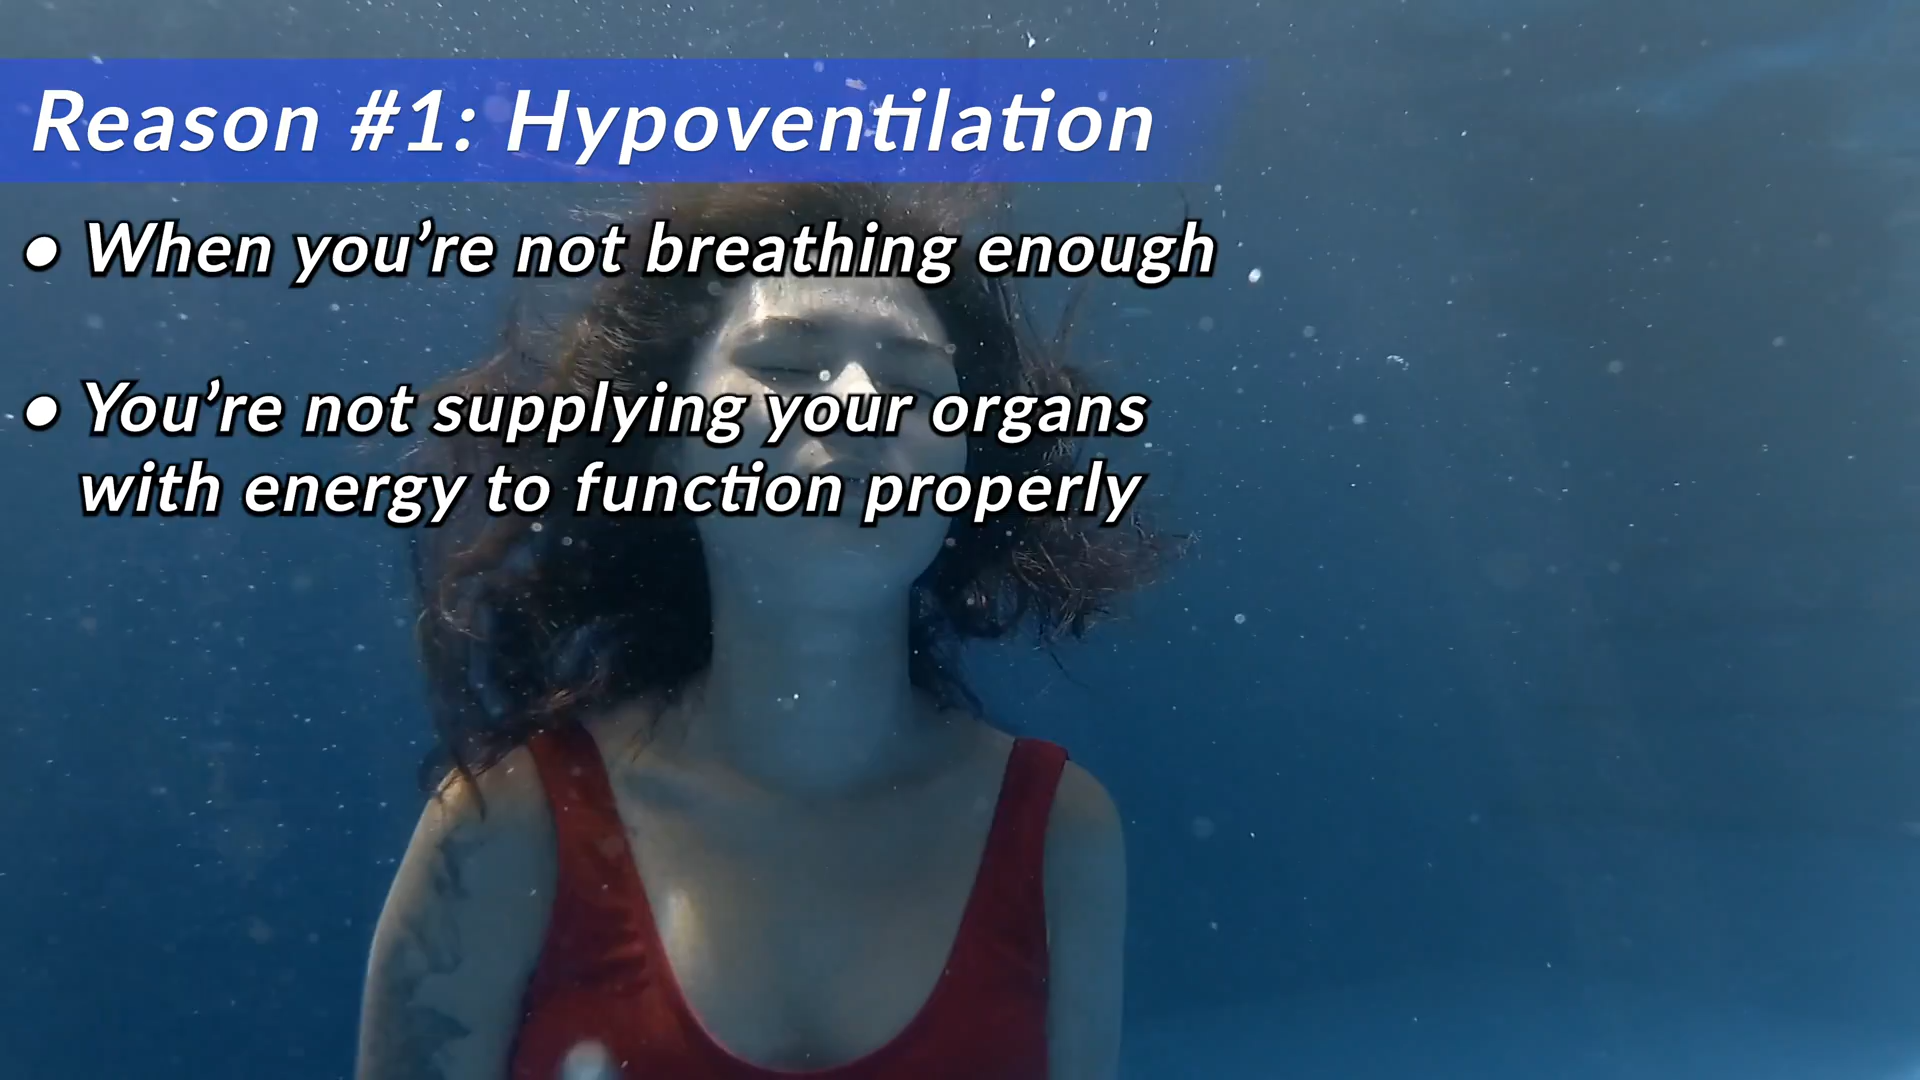 Reason #1: Hypoventilation
• When you’re not breathing enough
• You’re not supplying your organs
with energy to function properly